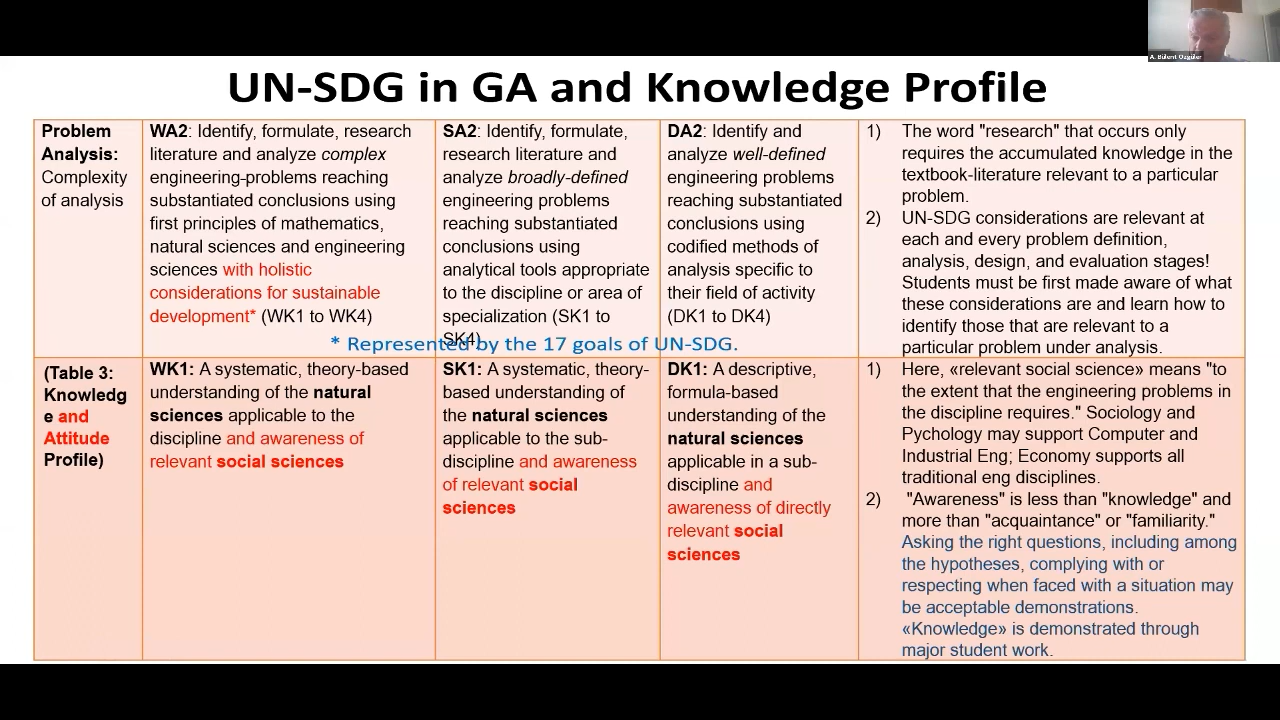 A. Bülent Özgüler
UN-SDG in GA and Knowledge Profile
Problem
Analysis:
Complexity
of analysis
WA2: Identify, formulate, research
literature and analyze complex
engineering-problems reaching
substantiated conclusions using
first principles of mathematics,
natural sciences and engineering
sciences with holistic
considerations for sustainable
development* (WK1 to WK4)
SA2: Identify, formulate,
research literature and
analyze broadly-defined
engineering problems
reaching substantiated
conclusions using
analytical tools appropriate
to the discipline or area of
specialization (SK1 to
SK4)
DA2: Identify and
analyze well-defined
engineering problems
reaching substantiated
conclusions using
codified methods of
analysis specific to
their field of activity
(DK1 to DK4)
1) The word "research" that occurs only
requires the accumulated knowledge in the
textbook-literature relevant to a particular
problem.
2) UN-SDG considerations are relevant at
each and every problem definition,
analysis, design, and evaluation stages!
Students must be first made aware of what
these considerations are and learn how to
identify those that are relevant to a
particular problem under analysis.
* Represented by the 17 goals of UN-SDG.
(Table 3:
Knowledg
e and
Attitude
Profile)
WK1: A systematic, theory-based
understanding of the natural
sciences applicable to the
discipline and awareness of
relevant social sciences
SK1: A systematic, theory-
based understanding of
the natural sciences
applicable to the sub-
discipline and awareness
of relevant social
sciences
DK1: A descriptive,
formula-based
understanding of the
natural sciences
applicable in a sub-
discipline and
awareness of directly
relevant social
sciences
1) Here, «relevant social science» means "to
the extent that the engineering problems in
the discipline requires." Sociology and
Pychology may support Computer and
Industrial Eng; Economy supports all
traditional eng disciplines.
2) "Awareness" is less than "knowledge" and
more than "acquaintance" or "familiarity."
Asking the right questions, including among
the hypotheses, complying with or
respecting when faced with a situation may
be acceptable demonstrations.
«Knowledge» is demonstrated through
major student work.